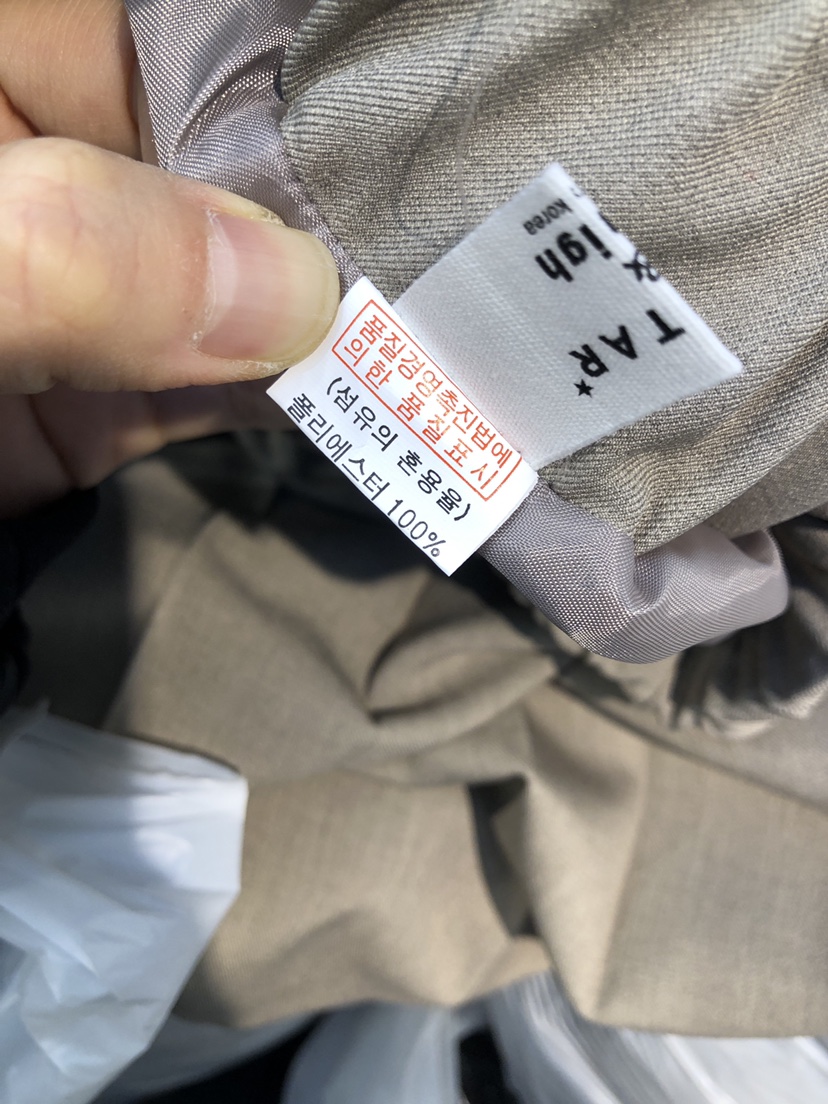 품질경영촉진법에
의한 품질표시
(섬유의 혼용율)
폴리에스터 100%
TAR
&
igh
Korea